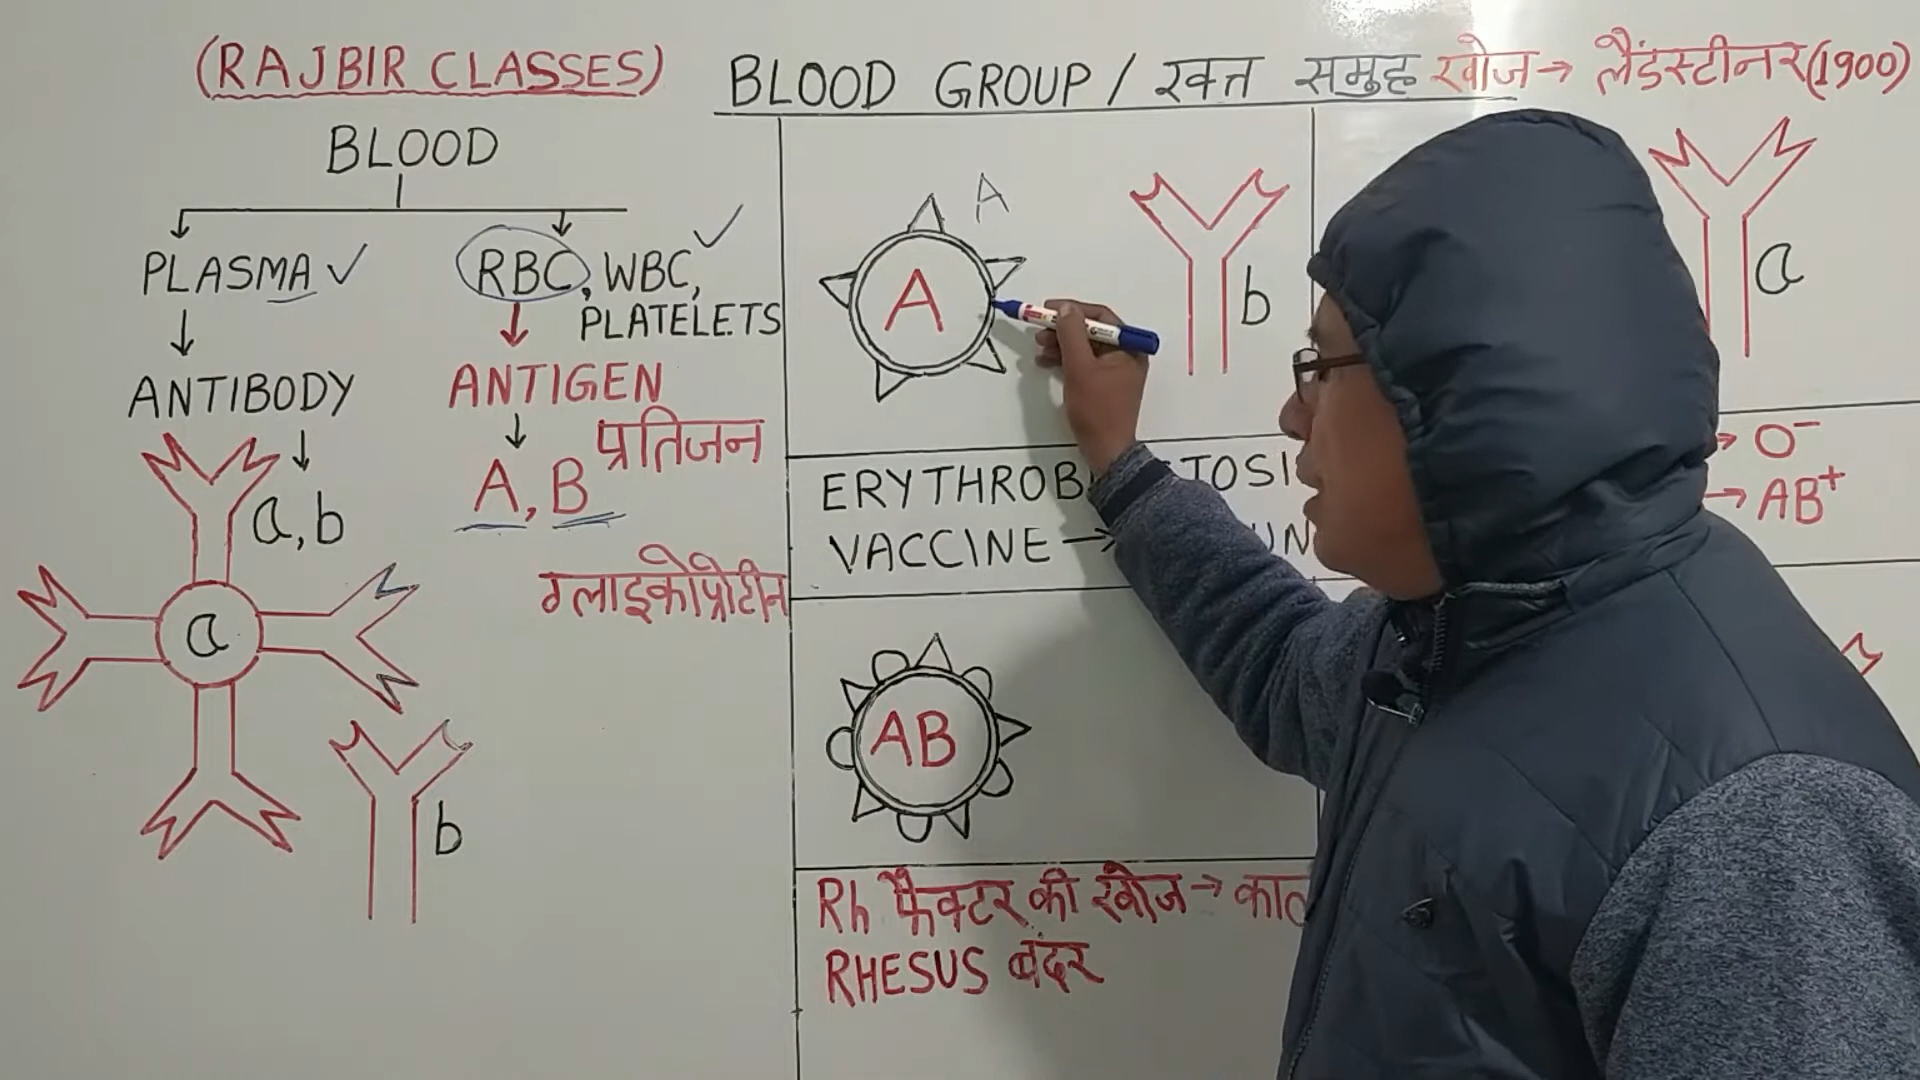 (RAJBIR CLASSES)
BLOOD GROUP / रक्त समुह खोज → लैंडस्टीनर (1900)
BLOOD
PLASMA ✓
RBC, WBC, ✓
PLATELETS
ANTIBODY
ANTIGEN
प्रतिजन
a, b
A, B
ग्लाइकोप्रोटीन
a
b
A
A
b
a
ERYTHROB
VACCINE →
→ O⁻
→ AB⁺
AB
Rh फैक्टर की खोज →
RHESUS बंदर